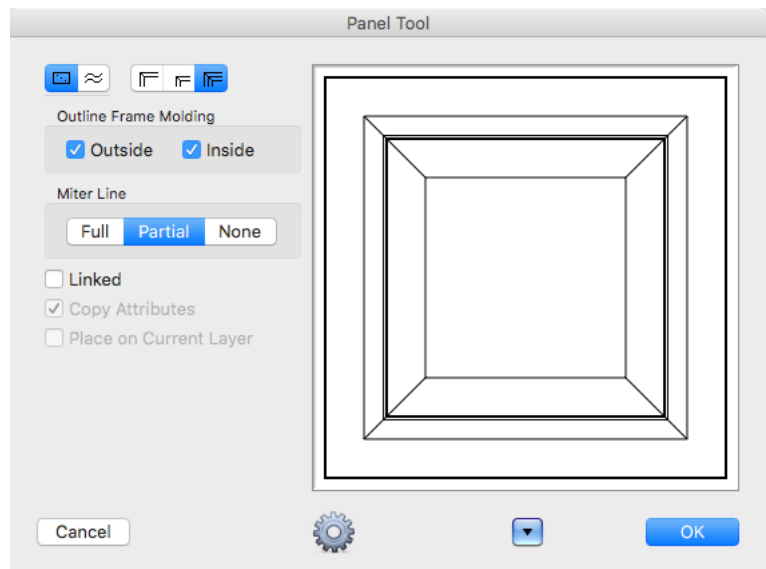 Panel Tool
Outline Frame Molding
Outside Inside
Miter Line
Full Partial None
Linked
Copy Attributes
Place on Current Layer
Cancel OK